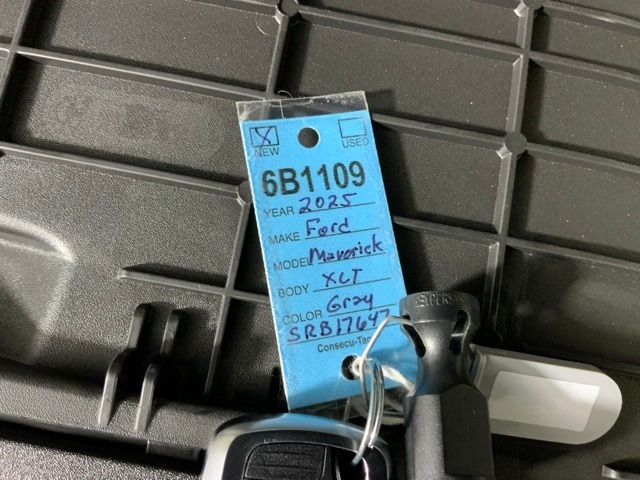 X NEW USED
6B1109
YEAR 2025
MAKE Ford
MODEL Maverick
BODY XLT
COLOR Gray
SRB17647
Consecu-Tag